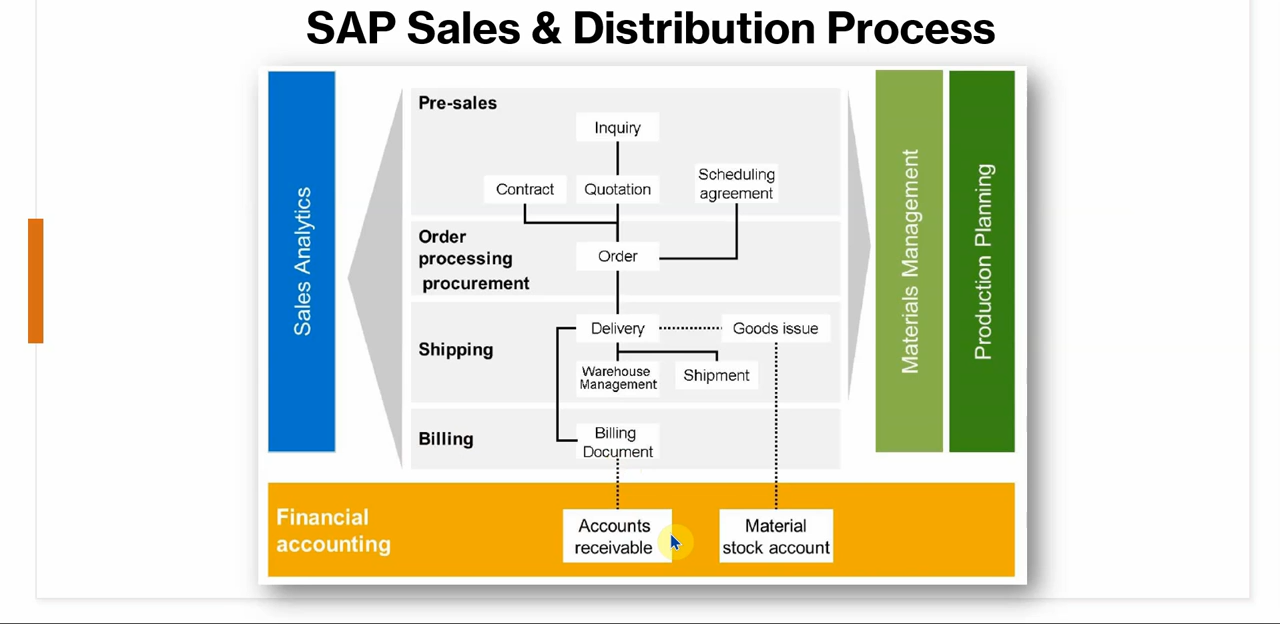 SAP Sales & Distribution Process
Sales Analytics
Pre-sales
Inquiry
Contract
Quotation
Scheduling
agreement
Order
processing
procurement
Order
Shipping
Delivery
Goods issue
Warehouse
Management
Shipment
Billing
Billing
Document
Materials Management
Production Planning
Financial
accounting
Accounts
receivable
Material
stock account